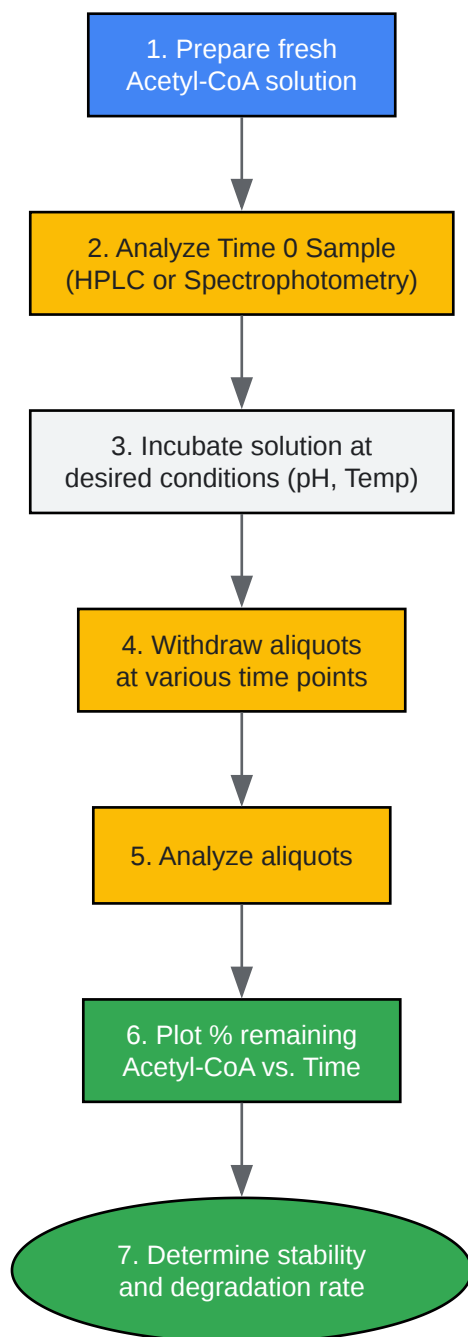 1. Prepare fresh
Acetyl-CoA solution
2. Analyze Time 0 Sample
(HPLC or Spectrophotometry)
3. Incubate solution at
desired conditions (pH, Temp)
4. Withdraw aliquots
at various time points
5. Analyze aliquots
6. Plot % remaining
Acetyl-CoA vs. Time
7. Determine stability
and degradation rate